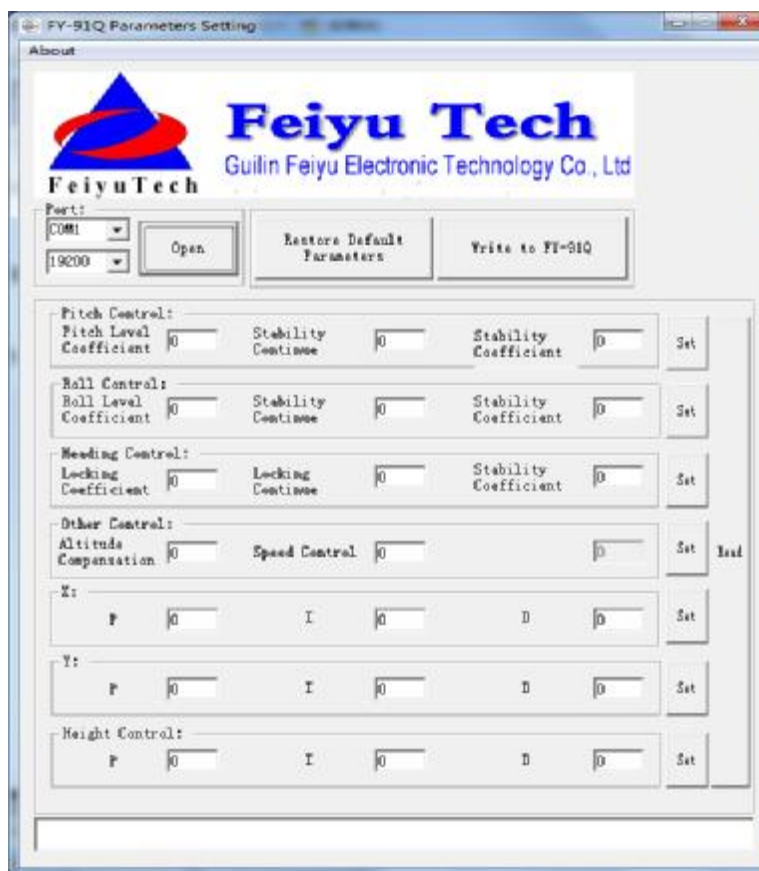 FY-91Q Parameters Setting
About
Feiyu Tech
Guilin Feiyu Electronic Technology Co., Ltd
FeiyuTech
Port:
COM1
19200
Open
Restore Default
Parameters
Write to FY-91Q
Pitch Control:
Pitch Level
Coefficient
0
Stability
Continue
0
Stability
Coefficient
0
Set
Roll Control:
Roll Level
Coefficient
0
Stability
Continue
0
Stability
Coefficient
0
Set
Heading Control:
Locking
Coefficient
0
Locking
Continue
0
Stability
Coefficient
0
Set
Other Control:
Altitude
Compensation
0
Speed Control
0
0
Set
Read
X:
P
0
I
0
D
0
Set
Y:
P
0
I
0
D
0
Set
Height Control:
P
0
I
0
D
0
Set